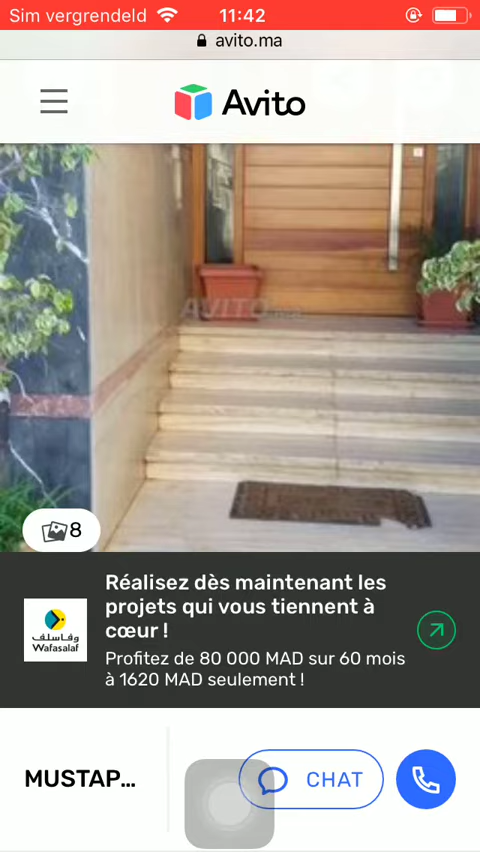 Sim vergrendeld
11:42
avito.ma
Avito
AVITO.ma
8
Réalisez dès maintenant les
projets qui vous tiennent à
cœur !
Profitez de 80 000 MAD sur 60 mois
à 1620 MAD seulement !
وفاسلف
Wafasalaf
MUSTAP...
CHAT